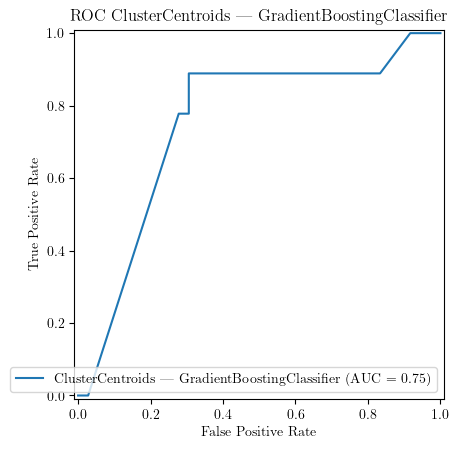 ROC ClusterCentroids — GradientBoostingClassifier
1.0
0.8
0.6
0.4
0.2
0.0
True Positive Rate
ClusterCentroids — GradientBoostingClassifier (AUC = 0.75)
0.0 0.2 0.4 0.6 0.8 1.0
False Positive Rate